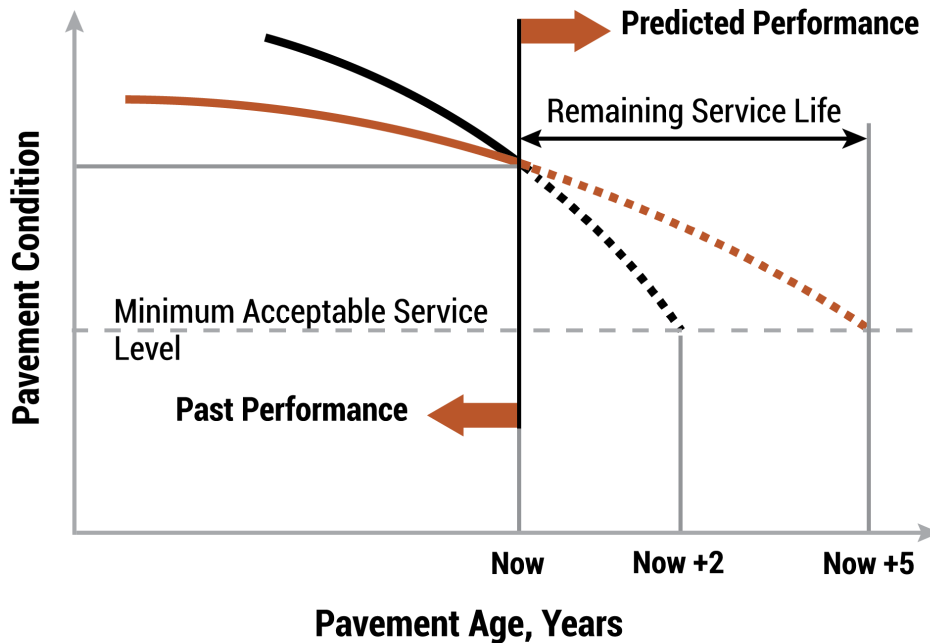 Predicted Performance
Remaining Service Life
Pavement Condition
Minimum Acceptable Service
Level
Past Performance
Now
Now +2
Now +5
Pavement Age, Years